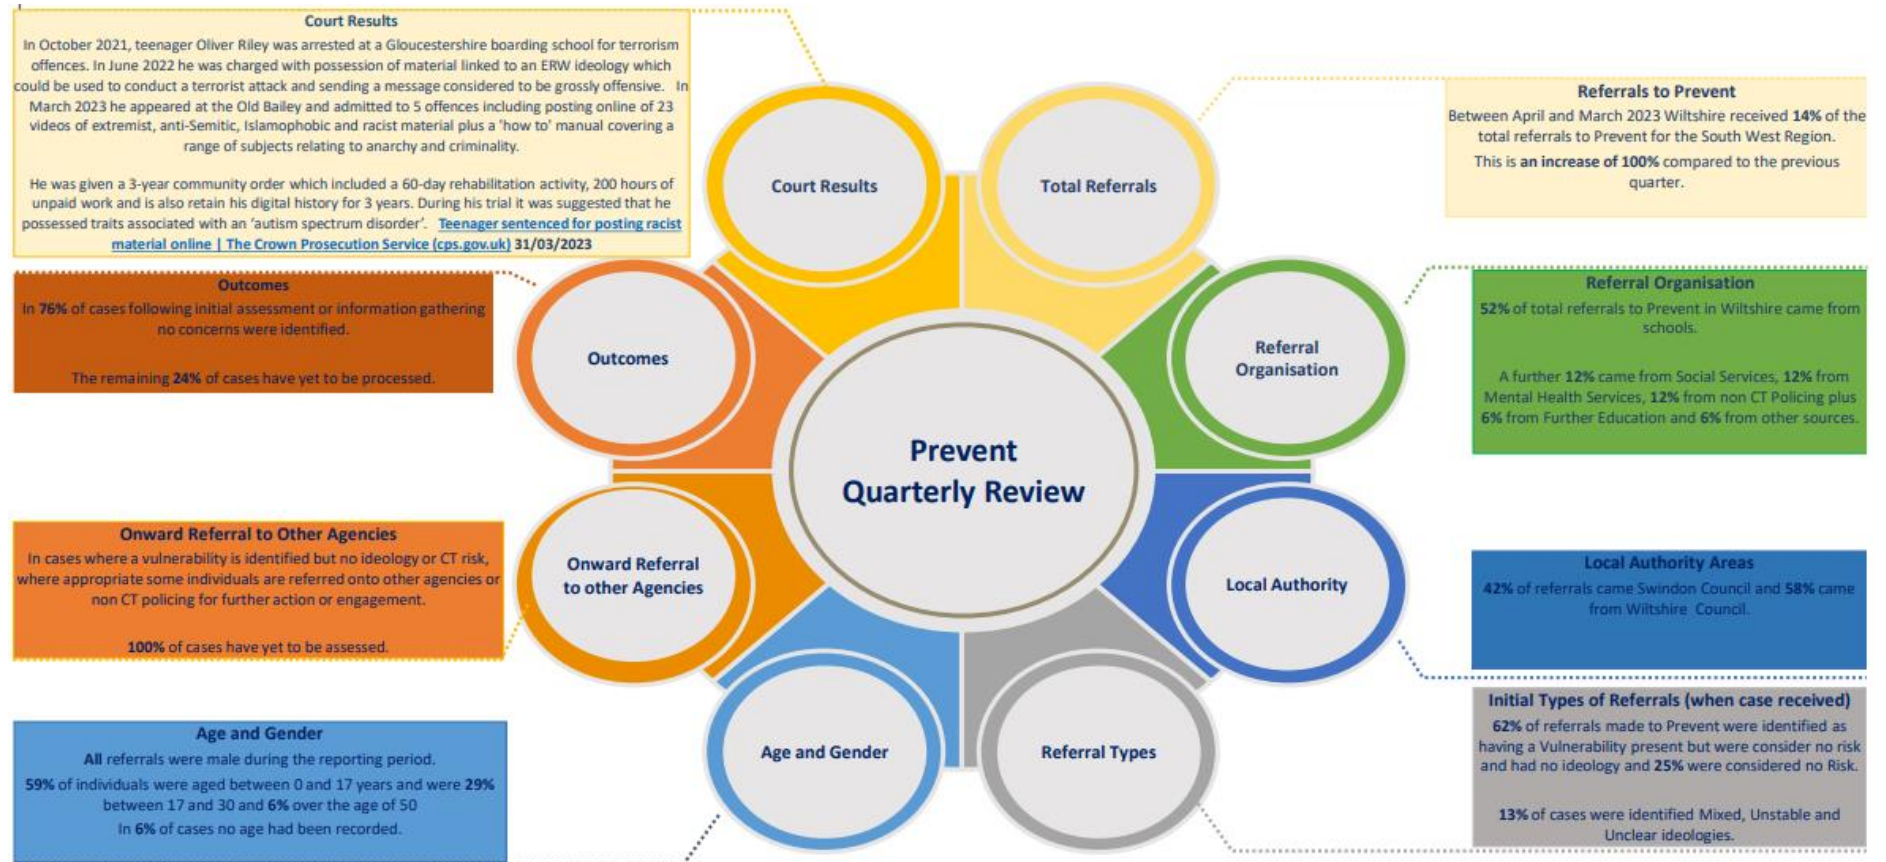 Court Results
In October 2021, teenager Oliver Riley was arrested at a Gloucestershire boarding school for terrorism
offences. In June 2022 he was charged with possession of material linked to an ERW ideology which
could be used to conduct a terrorist attack and sending a message considered to be grossly offensive. In
March 2023 he appeared at the Old Bailey and admitted to 5 offences including posting online of 23
videos of extremist, anti-Semitic, Islamophobic and racist material plus a 'how to' manual covering a
range of subjects relating to anarchy and criminality.
He was given a 3-year community order which included a 60-day rehabilitation activity, 200 hours of
unpaid work and is also retain his digital history for 3 years. During his trial it was suggested that he
possessed traits associated with an 'autism spectrum disorder'. Teenager sentenced for posting racist
material online | The Crown Prosecution Service (cps.gov.uk) 31/03/2023
Outcomes
In 76% of cases following initial assessment or information gathering
no concerns were identified.
The remaining 24% of cases have yet to be processed.
Onward Referral to Other Agencies
In cases where a vulnerability is identified but no ideology or CT risk,
where appropriate some individuals are referred onto other agencies or
non CT policing for further action or engagement.
100% of cases have yet to be assessed.
Age and Gender
All referrals were male during the reporting period.
59% of individuals were aged between 0 and 17 years and were 29%
between 17 and 30 and 6% over the age of 50
In 6% of cases no age had been recorded.
Court Results
Total Referrals
Outcomes
Referral
Organisation
Prevent
Quarterly Review
Onward Referral
to other Agencies
Local Authority
Age and Gender
Referral Types
Referrals to Prevent
Between April and March 2023 Wiltshire received 14% of the
total referrals to Prevent for the South West Region.
This is an increase of 100% compared to the previous
quarter.
Referral Organisation
52% of total referrals to Prevent in Wiltshire came from
schools.
A further 12% came from Social Services, 12% from
Mental Health Services, 12% from non CT Policing plus
6% from Further Education and 6% from other sources.
Local Authority Areas
42% of referrals came Swindon Council and 58% came
from Wiltshire Council.
Initial Types of Referrals (when case received)
62% of referrals made to Prevent were identified as
having a Vulnerability present but were consider no risk
and had no ideology and 25% were considered no Risk.
13% of cases were identified Mixed, Unstable and
Unclear ideologies.